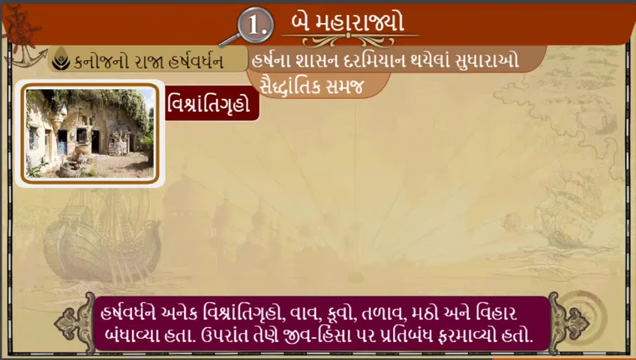 1. બે મહારાજ્યો
કનોજનો રાજા હર્ષવર્ધન
હર્ષના શાસન દરમિયાન થયેલાં સુધારાઓ
સૈદ્ધાંતિક સમજ
વિશ્રાંતિગૃહો
હર્ષવર્ધને અનેક વિશ્રાંતિગૃહો, વાવ, કુવો, તળાવ, મઠો અને વિહાર
બંધાવ્યા હતા. ઉપરાંત તેણે જીવ-હિંસા પર પ્રતિબંધ ફરમાવ્યો હતો.